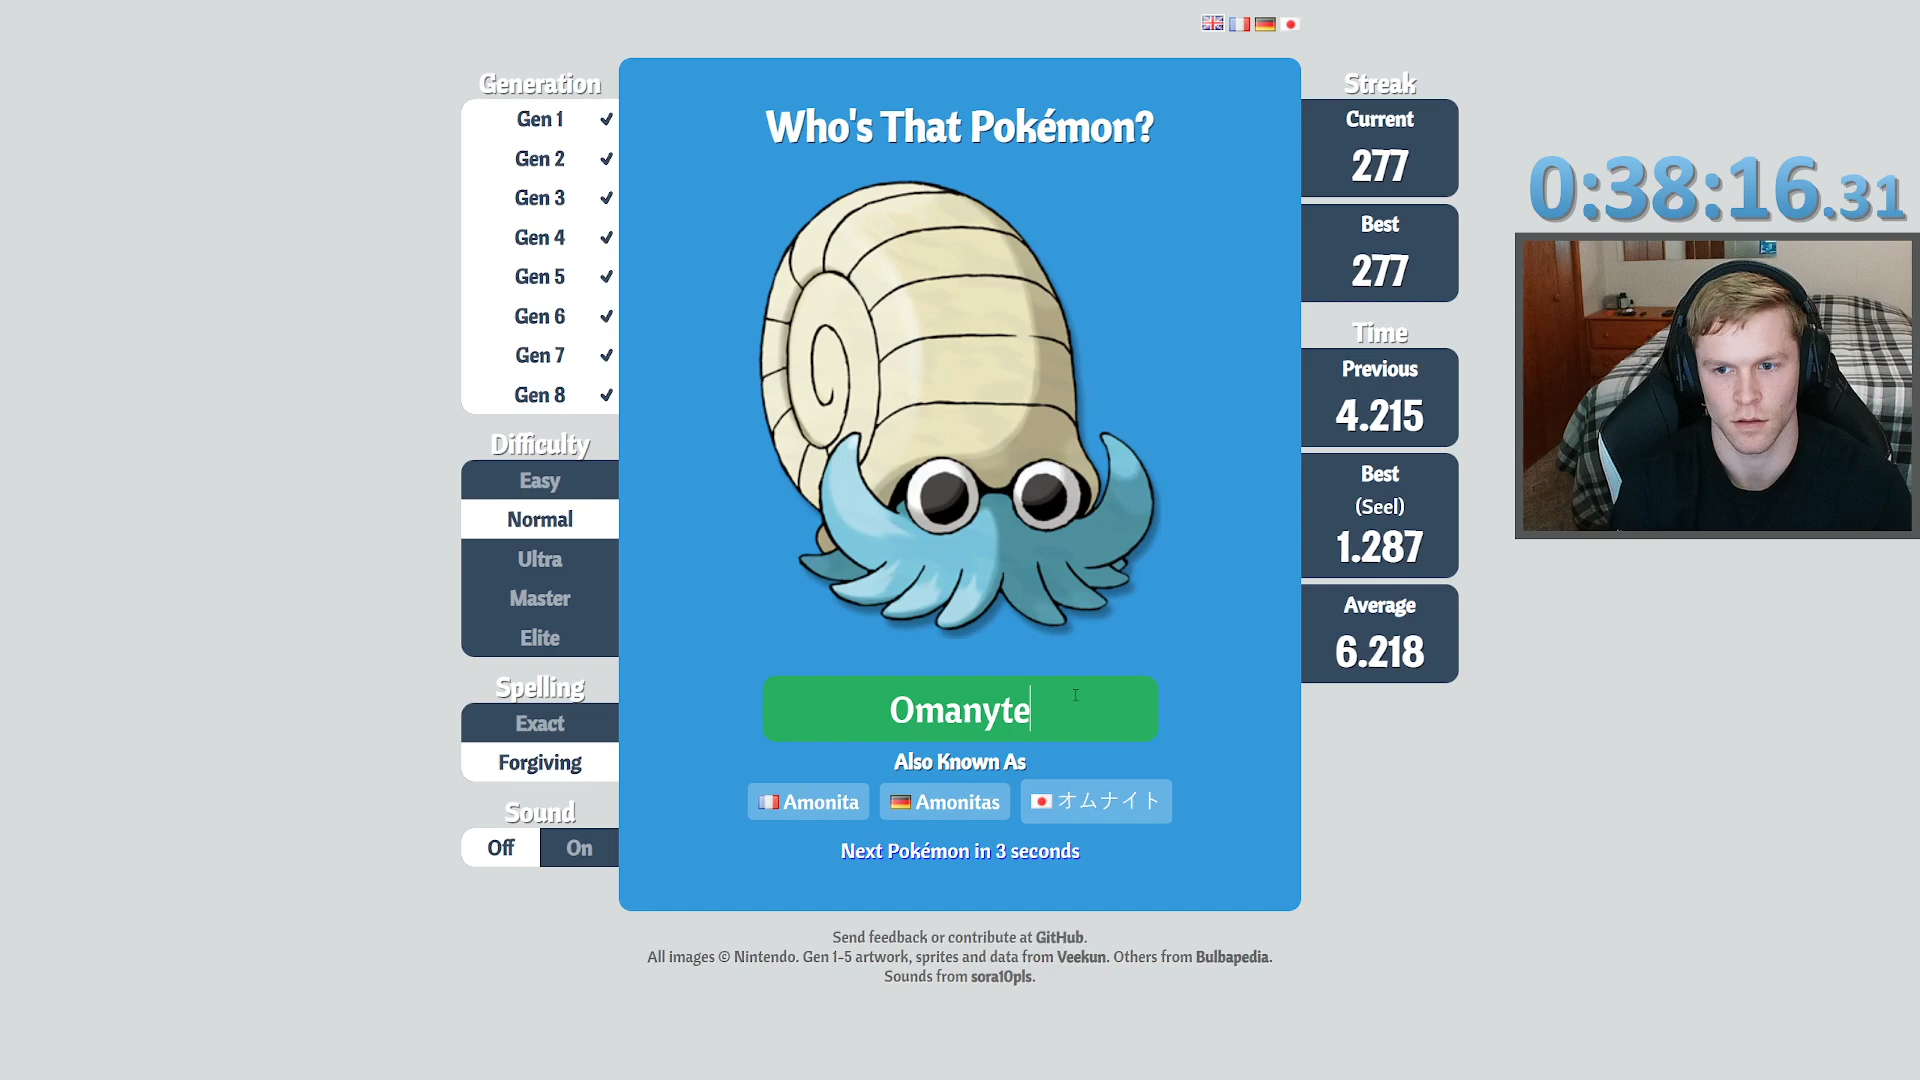 Generation
Gen 1
Gen 2
Gen 3
Gen 4
Gen 5
Gen 6
Gen 7
Gen 8
Difficulty
Easy
Normal
Ultra
Master
Elite
Spelling
Exact
Forgiving
Sound
Off On
Who's That Pokémon?
Omanyte
Also Known As
Amonita Amonitas オムナイト
Next Pokémon in 3 seconds
Streak
Current
277
Best
277
Time
Previous
4.215
Best
(Seel)
1.287
Average
6.218
0:38:16.31
Send feedback or contribute at GitHub.
All images © Nintendo. Gen 1-5 artwork, sprites and data from Veekun. Others from Bulbapedia.
Sounds from sora10pls.